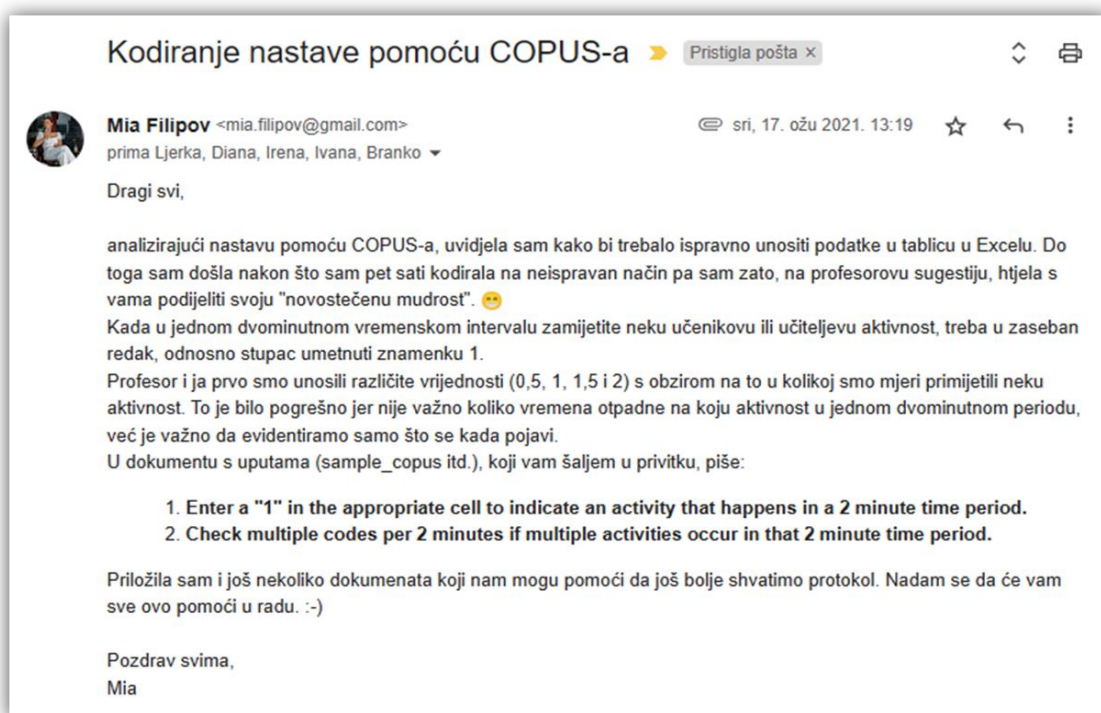 Kodiranje nastave pomoću COPUS-a
Pristigla pošta ×
Mia Filipov <mia.filipov@gmail.com>
sri, 17. ožu 2021. 13:19
prima Ljerka, Diana, Irena, Ivana, Branko
Dragi svi,
analizirajući nastavu pomoću COPUS-a, uvidjela sam kako bi trebalo ispravno unositi podatke u tablicu u Excelu. Do
toga sam došla nakon što sam pet sati kodirala na neispravan način pa sam zato, na profesorovu sugestiju, htjela s
vama podijeliti svoju "novostečenu mudrost". 😁
Kada u jednom dvominutnom vremenskom intervalu zamijetite neku učenikovu ili učiteljevu aktivnost, treba u zaseban
redak, odnosno stupac umetnuti znamenku 1.
Profesor i ja prvo smo unosili različite vrijednosti (0,5, 1, 1,5 i 2) s obzirom na to u kolikoj smo mjeri primijetili neku
aktivnost. To je bilo pogrešno jer nije važno koliko vremena otpadne na koju aktivnost u jednom dvominutnom periodu,
već je važno da evidentiramo samo što se kada pojavi.
U dokumentu s uputama (sample_copus itd.), koji vam šaljem u privitku, piše:
1. Enter a "1" in the appropriate cell to indicate an activity that happens in a 2 minute time period.
2. Check multiple codes per 2 minutes if multiple activities occur in that 2 minute time period.
Priložila sam i još nekoliko dokumenata koji nam mogu pomoći da još bolje shvatimo protokol. Nadam se da će vam
sve ovo pomoći u radu. :-)
Pozdrav svima,
Mia